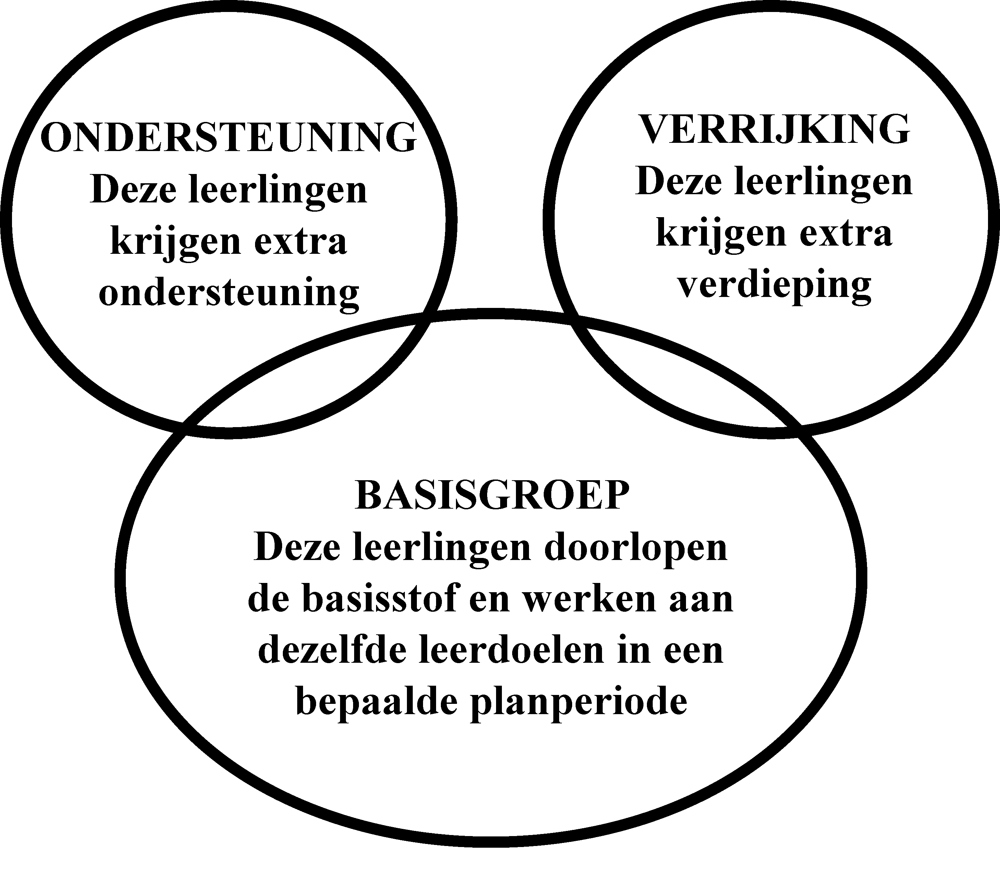 ONDERSTEUNING
Deze leerlingen
krijgen extra
ondersteuning
VERRIJKING
Deze leerlingen
krijgen extra
verdieping
BASISGROEP
Deze leerlingen doorlopen
de basisstof en werken aan
dezelfde leerdoelen in een
bepaalde planperiode